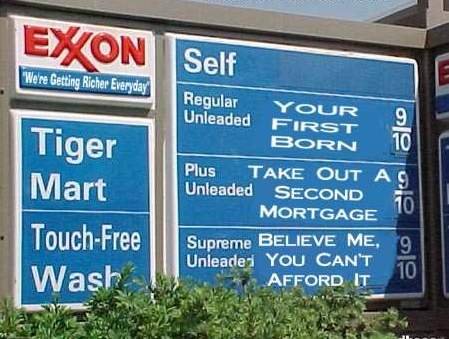 EXXON
"We're Getting Richer Everyday"
Tiger
Mart
Touch-Free
Wash
Self
Regular
Unleaded
YOUR
FIRST
BORN
9
10
Plus
Unleaded
TAKE OUT A
SECOND
MORTGAGE
9
10
Supreme
Unleaded
BELIEVE ME,
YOU CAN'T
AFFORD IT
9
10
E